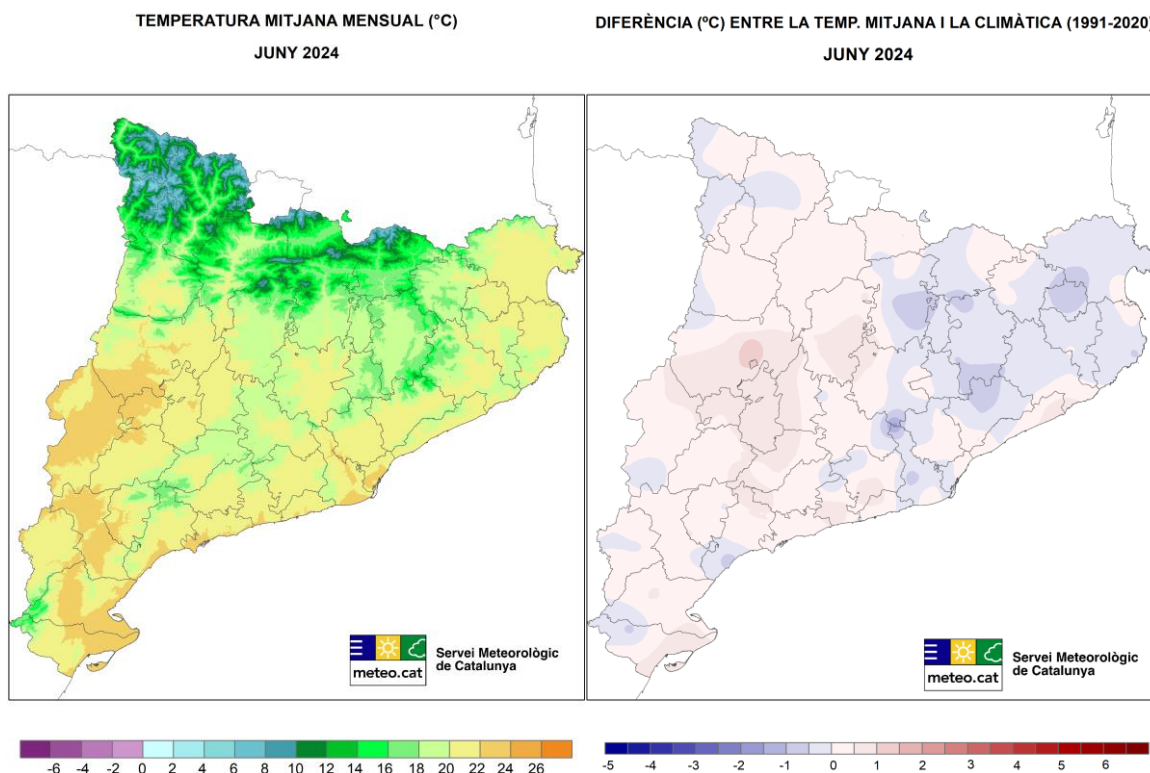 TEMPERATURA MITJANA MENSUAL (°C)
JUNY 2024
DIFERÈNCIA (ºC) ENTRE LA TEMP. MITJANA I LA CLIMÀTICA (1991-2020)
JUNY 2024
meteo.cat
Servei Meteorològic
de Catalunya
meteo.cat
Servei Meteorològic
de Catalunya
-6 -4 -2 0 2 4 6 8 10 12 14 16 18 20 22 24 26
-5 -4 -3 -2 -1 0 1 2 3 4 5 6